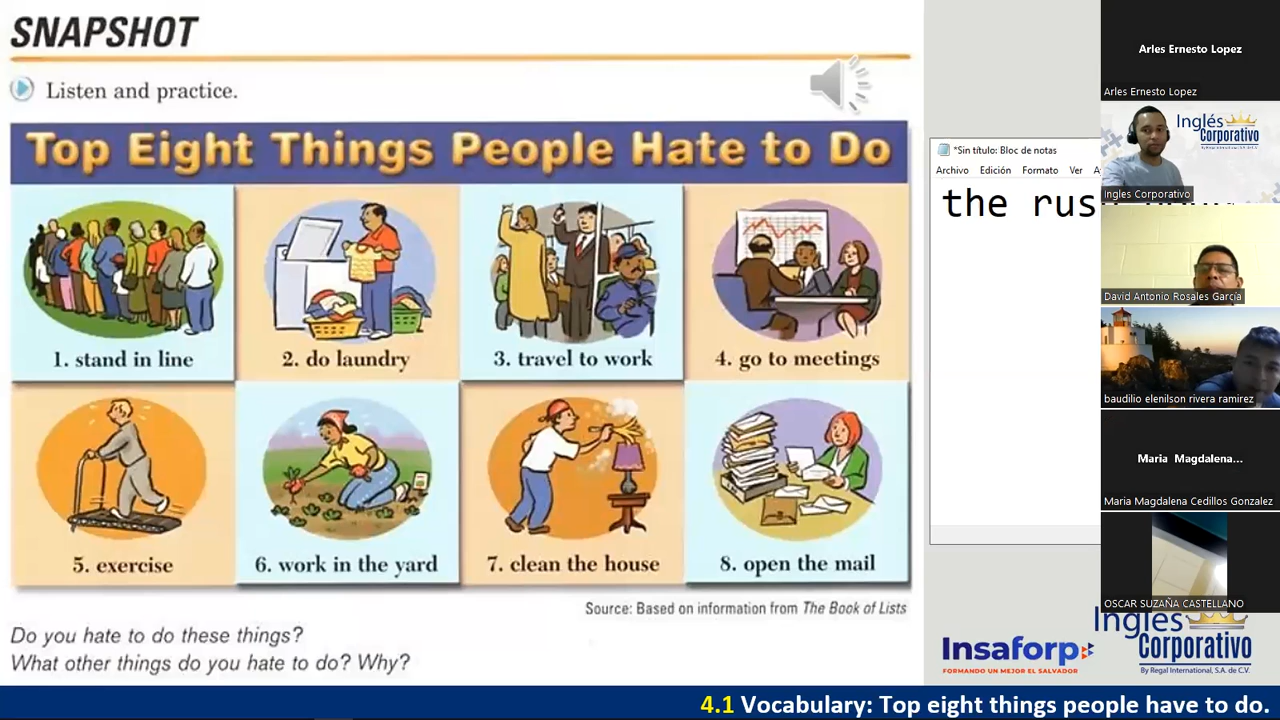 SNAPSHOT
Listen and practice.
Top Eight Things People Hate to Do
1. stand in line
2. do laundry
3. travel to work
4. go to meetings
5. exercise
6. work in the yard
7. clean the house
8. open the mail
Source: Based on information from The Book of Lists
Do you hate to do these things?
What other things do you hate to do? Why?
*Sin título: Bloc de notas
Archivo Edición Formato Ver
the rus
Arles Ernesto Lopez
Arles Ernesto Lopez
Inglés
Corporativo
Ingles Corporativo
David Antonio Rosales García
baudilio elenilson rivera ramirez
Maria Magdalena...
Maria Magdalena Cedillos Gonzalez
OSCAR SUZAÑA CASTELLANO
Insaforp
FORMANDO UN MEJOR EL SALVADOR
Inglés
Corporativo
By Regal International, S.A. de C.V.
4.1 Vocabulary: Top eight things people have to do.